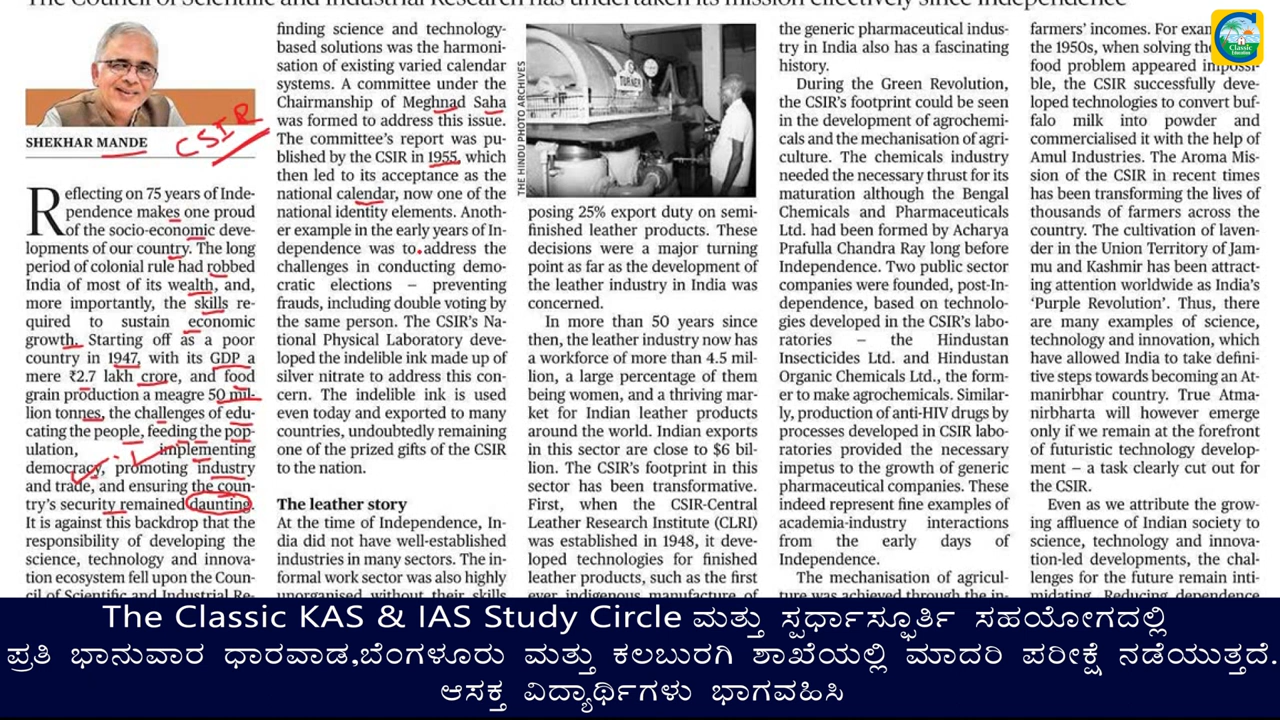 The Council of Scientific and Industrial Research has undertaken its mission effectively since Independence
SHEKHAR MANDE
CSIR
Reflecting on 75 years of Inde-
pendence makes one proud
of the socio-economic deve-
lopments of our country. The long
period of colonial rule had robbed
India of most of its wealth, and,
more importantly, the skills re-
quired to sustain economic
growth. Starting off as a poor
country in 1947, with its GDP a
mere ₹2.7 lakh crore, and food
grain production a meagre 50 mil-
lion tonnes, the challenges of edu-
cating the people, feeding the pop-
ulation, implementing
democracy, promoting industry
and trade, and ensuring the coun-
try's security remained daunting.
It is against this backdrop that the
responsibility of developing the
science, technology and innova-
tion ecosystem fell upon the Coun-
cil of Scientific and Industrial Re-
finding science and technology-
based solutions was the harmoni-
sation of existing varied calendar
systems. A committee under the
Chairmanship of Meghnad Saha
was formed to address this issue.
The committee's report was pu-
blished by the CSIR in 1955, which
then led to its acceptance as the
national calendar, now one of the
national identity elements. Anoth-
er example in the early years of In-
dependence was to address the
challenges in conducting demo-
cratic elections – preventing
frauds, including double voting by
the same person. The CSIR's Na-
tional Physical Laboratory deve-
loped the indelible ink made up of
silver nitrate to address this con-
cern. The indelible ink is used
even today and exported to many
countries, undoubtedly remaining
one of the prized gifts of the CSIR
to the nation.
The leather story
At the time of Independence, In-
dia did not have well-established
industries in many sectors. The in-
formal work sector was also highly
unorganised without their skills
THE HINDU PHOTO ARCHIVES
TURNER
posing 25% export duty on semi-
finished leather products. These
decisions were a major turning
point as far as the development of
the leather industry in India was
concerned.
In more than 50 years since
then, the leather industry now has
a workforce of more than 4.5 mil-
lion, a large percentage of them
being women, and a thriving mar-
ket for Indian leather products
around the world. Indian exports
in this sector are close to $6 bil-
lion. The CSIR's footprint in this
sector has been transformative.
First, when the CSIR-Central
Leather Research Institute (CLRI)
was established in 1948, it deve-
loped technologies for finished
leather products, such as the first
ever indigenous manufacture of
the generic pharmaceutical indus-
try in India also has a fascinating
history.
During the Green Revolution,
the CSIR's footprint could be seen
in the development of agrochemi-
cals and the mechanisation of agri-
culture. The chemicals industry
needed the necessary thrust for its
maturation although the Bengal
Chemicals and Pharmaceuticals
Ltd. had been formed by Acharya
Prafulla Chandra Ray long before
Independence. Two public sector
companies were founded, post-In-
dependence, based on technolo-
gies developed in the CSIR's labo-
ratories – the Hindustan
Insecticides Ltd. and Hindustan
Organic Chemicals Ltd., the form-
er to make agrochemicals. Similar-
ly, production of anti-HIV drugs by
processes developed in CSIR labo-
ratories provided the necessary
impetus to the growth of generic
pharmaceutical companies. These
indeed represent fine examples of
academia-industry interactions
from the early days of
Independence.
The mechanisation of agricul-
ture was achieved through the in-
farmers' incomes. For exam
the 1950s, when solving the
food problem appeared impossi-
ble, the CSIR successfully deve-
loped technologies to convert buf-
falo milk into powder and
commercialised it with the help of
Amul Industries. The Aroma Mis-
sion of the CSIR in recent times
has been transforming the lives of
thousands of farmers across the
country. The cultivation of laven-
der in the Union Territory of Jam-
mu and Kashmir has been attract-
ing attention worldwide as India's
'Purple Revolution'. Thus, there
are many examples of science,
technology and innovation, which
have allowed India to take defini-
tive steps towards becoming an At-
manirbhar country. True Atma-
nirbharta will however emerge
only if we remain at the forefront
of futuristic technology develop-
ment – a task clearly cut out for
the CSIR.
Even as we attribute the grow-
ing affluence of Indian society to
science, technology and innova-
tion-led developments, the chal-
lenges for the future remain inti-
midating. Reducing dependence
Classic
Education
The Classic KAS & IAS Study Circle ಮತ್ತು ಸ್ಪರ್ಧಾಸ್ಫೂರ್ತಿ ಸಹಯೋಗದಲ್ಲಿ
ಪ್ರತಿ ಭಾನುವಾರ ಧಾರವಾಡ,ಬೆಂಗಳೂರು ಮತ್ತು ಕಲಬುರಗಿ ಶಾಖೆಯಲ್ಲಿ ಮಾದರಿ ಪರೀಕ್ಷೆ ನಡೆಯುತ್ತದೆ.
ಆಸಕ್ತ ವಿದ್ಯಾರ್ಥಿಗಳು ಭಾಗವಹಿಸಿ